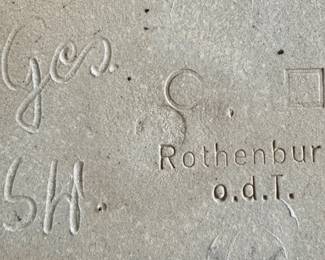 Ges.
SH.
Rothenbur
o.d.T.